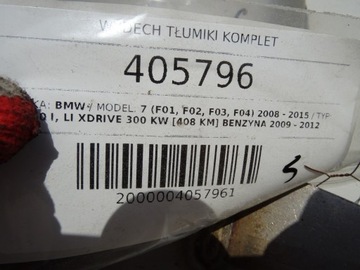 WYDECH TŁUMIKI KOMPLET
405796
KA: BMW / MODEL: 7 (F01, F02, F03, F04) 2008 - 2015 / TYP:
I, LI XDRIVE 300 KW [408 KM] BENZYNA 2009 - 2012
2000004057961